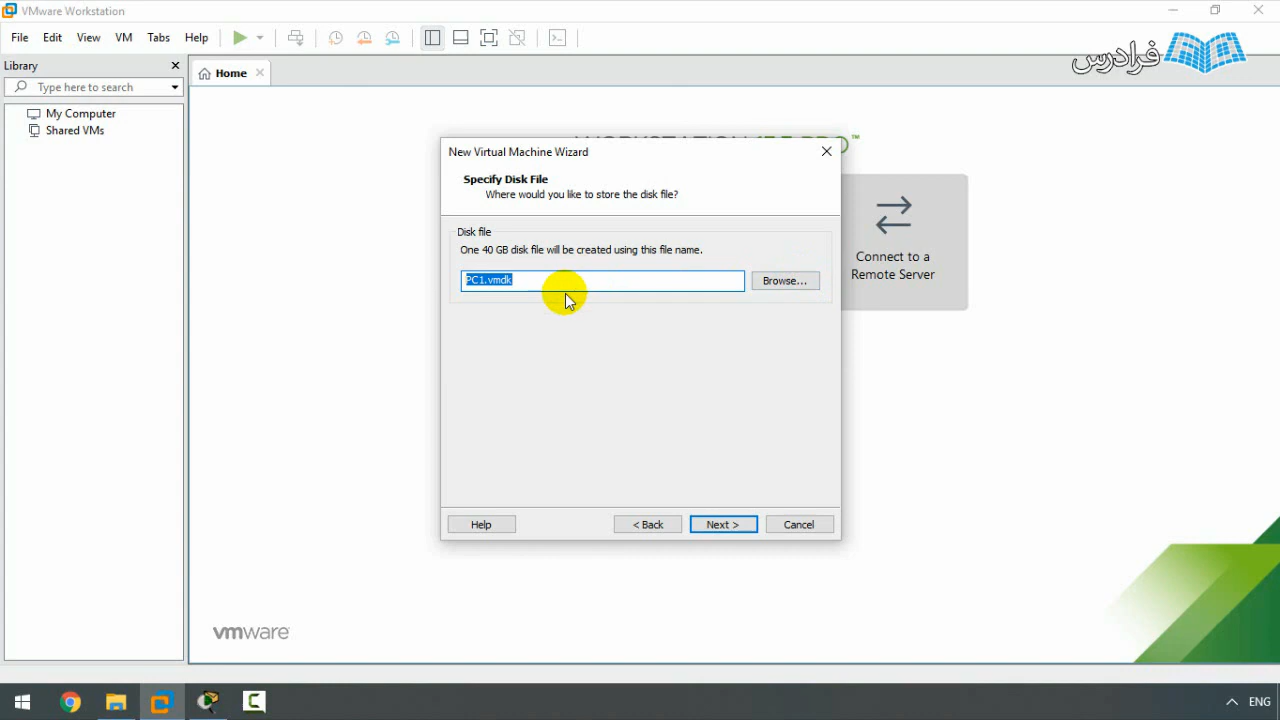 VMware Workstation
File Edit View VM Tabs Help
Library
Type here to search
Home
My Computer
Shared VMs
فرادرس
™
New Virtual Machine Wizard
Specify Disk File
Where would you like to store the disk file?
Disk file
One 40 GB disk file will be created using this file name.
PC1.vmdk
Browse...
Connect to a
Remote Server
Help
< Back
Next >
Cancel
vmware
ENG